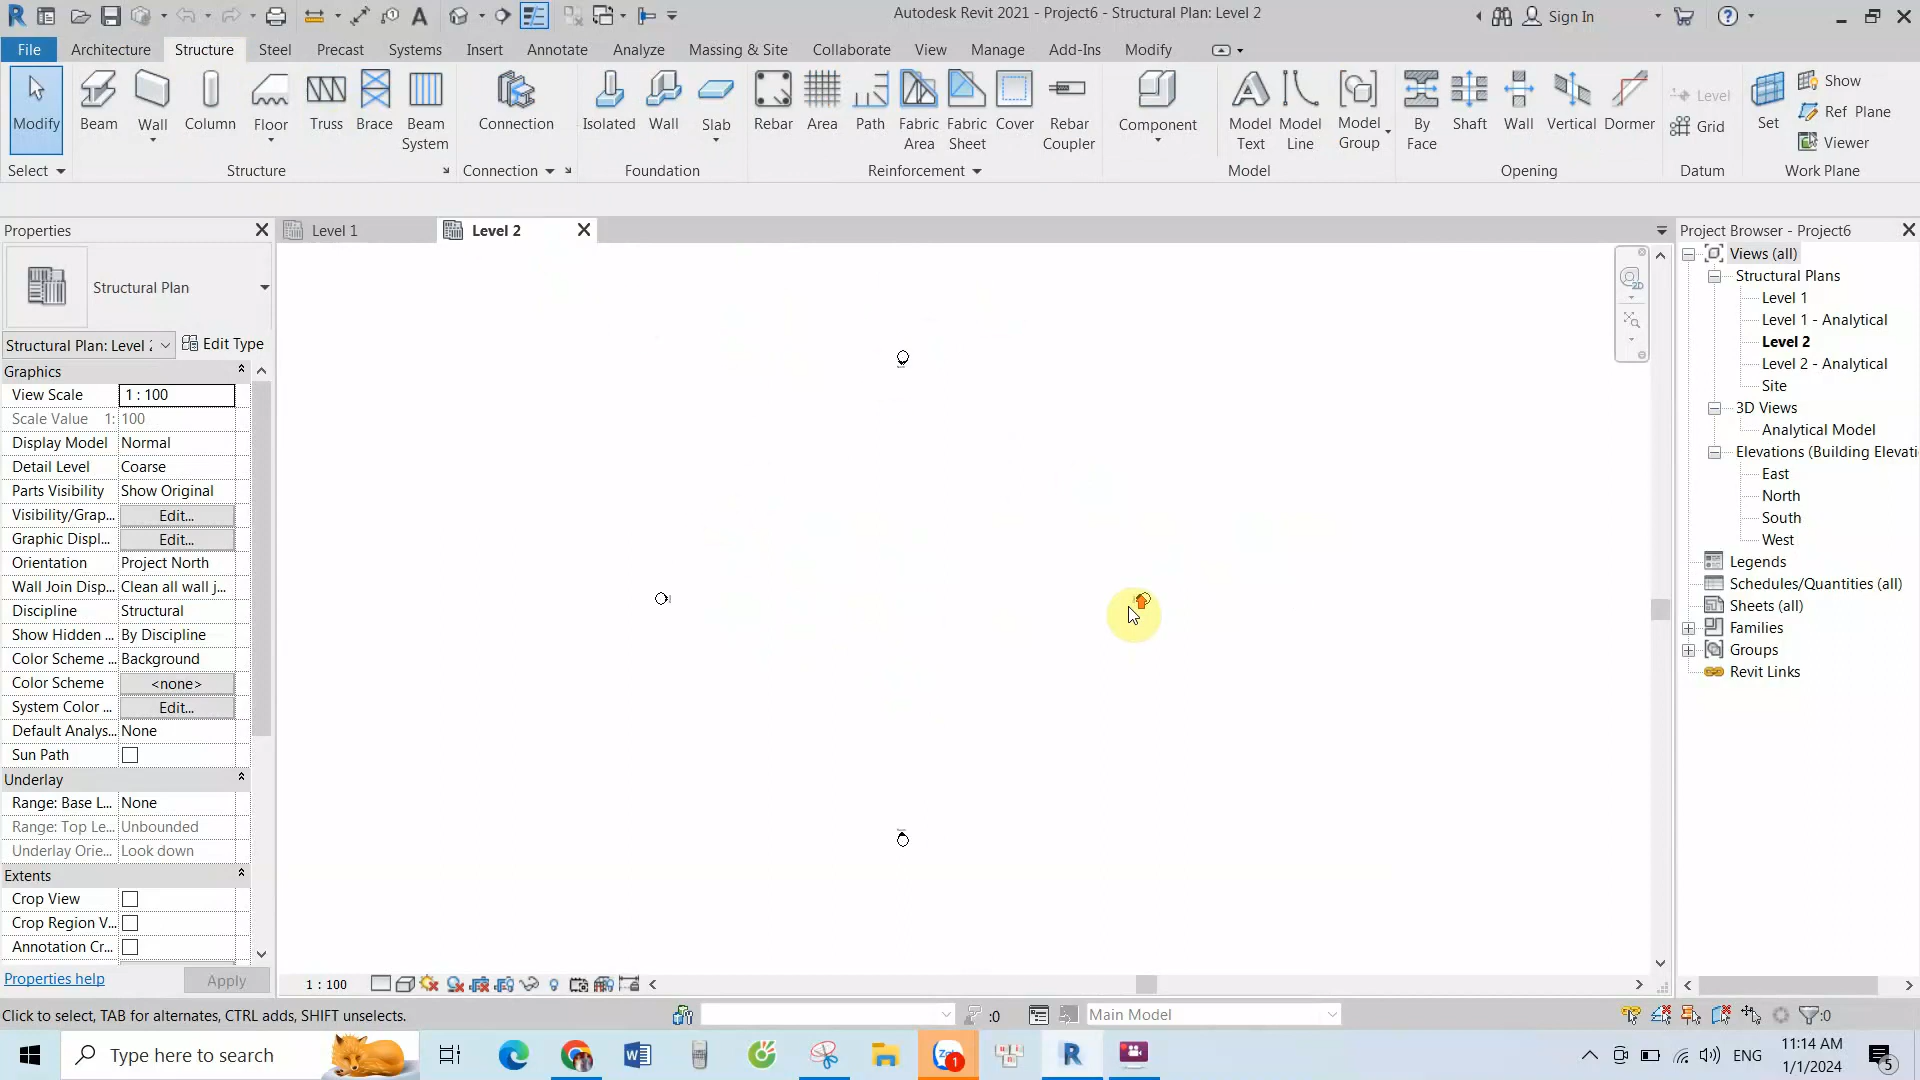 Autodesk Revit 2021 - Project6 - Structural Plan: Level 2
Sign In
File Architecture Structure Steel Precast Systems Insert Annotate Analyze Massing & Site Collaborate View Manage Add-Ins Modify
Modify Beam Wall Column Floor Truss Brace Beam System Connection Isolated Wall Slab Rebar Area Path Fabric Area Fabric Sheet Cover Rebar Coupler Component Model Text Model Line Model Group By Face Shaft Wall Vertical Dormer Level Grid Set Show Ref Plane Viewer
Select Structure Connection Foundation Reinforcement Model Opening Datum Work Plane
Properties
Level 1
Level 2
Project Browser - Project6
Structural Plan
Structural Plan: Level 2
Edit Type
Graphics
View Scale 1 : 100
Scale Value 1: 100
Display Model Normal
Detail Level Coarse
Parts Visibility Show Original
Visibility/Grap... Edit...
Graphic Displ... Edit...
Orientation Project North
Wall Join Disp... Clean all wall j...
Discipline Structural
Show Hidden ... By Discipline
Color Scheme ... Background
Color Scheme <none>
System Color ... Edit...
Default Analys... None
Sun Path
Underlay
Range: Base L... None
Range: Top Le... Unbounded
Underlay Orie... Look down
Extents
Crop View
Crop Region V...
Annotation Cr...
Properties help
Apply
2D
Views (all)
Structural Plans
Level 1
Level 1 - Analytical
Level 2
Level 2 - Analytical
Site
3D Views
Analytical Model
Elevations (Building Elevati
East
North
South
West
Legends
Schedules/Quantities (all)
Sheets (all)
Families
Groups
Revit Links
1 : 100
Click to select, TAB for alternates, CTRL adds, SHIFT unselects.
:0
Main Model
:0
Type here to search
1
ENG
11:14 AM
1/1/2024
5